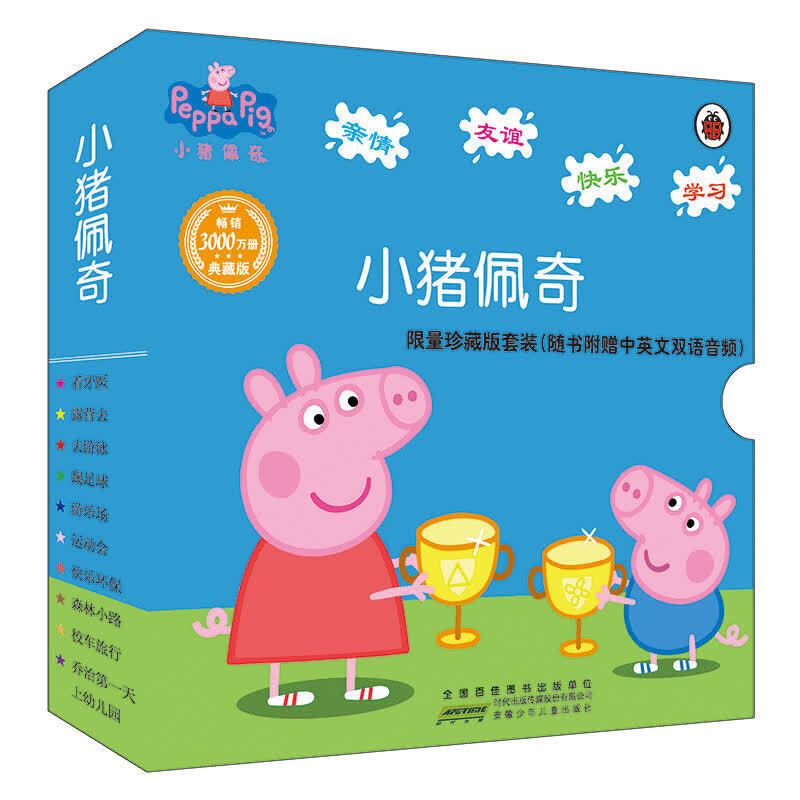 小猪佩奇
看牙医
露营去
去游泳
踢足球
游乐场
运动会
快乐环保
森林小路
校车旅行
乔治第一天
上幼儿园
Peppa Pig
小猪佩奇
畅销
3000万册
典藏版
亲情
友谊
快乐
学习
小猪佩奇
限量珍藏版套装(随书附赠中英文双语音频)
全国百佳图书出版单位
时代出版传媒股份有限公司
安徽少年儿童出版社